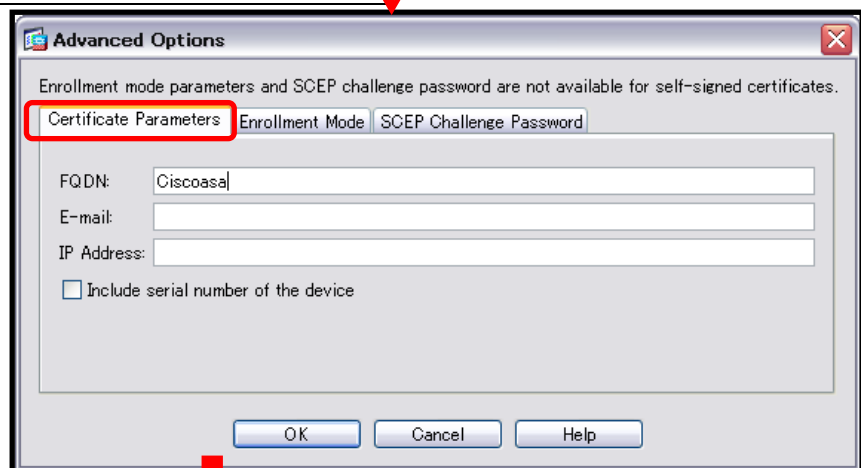 Advanced Options
Enrollment mode parameters and SCEP challenge password are not available for self-signed certificates.
Certificate Parameters Enrollment Mode SCEP Challenge Password
FQDN: Ciscoasa
E-mail:
IP Address:
Include serial number of the device
OK Cancel Help